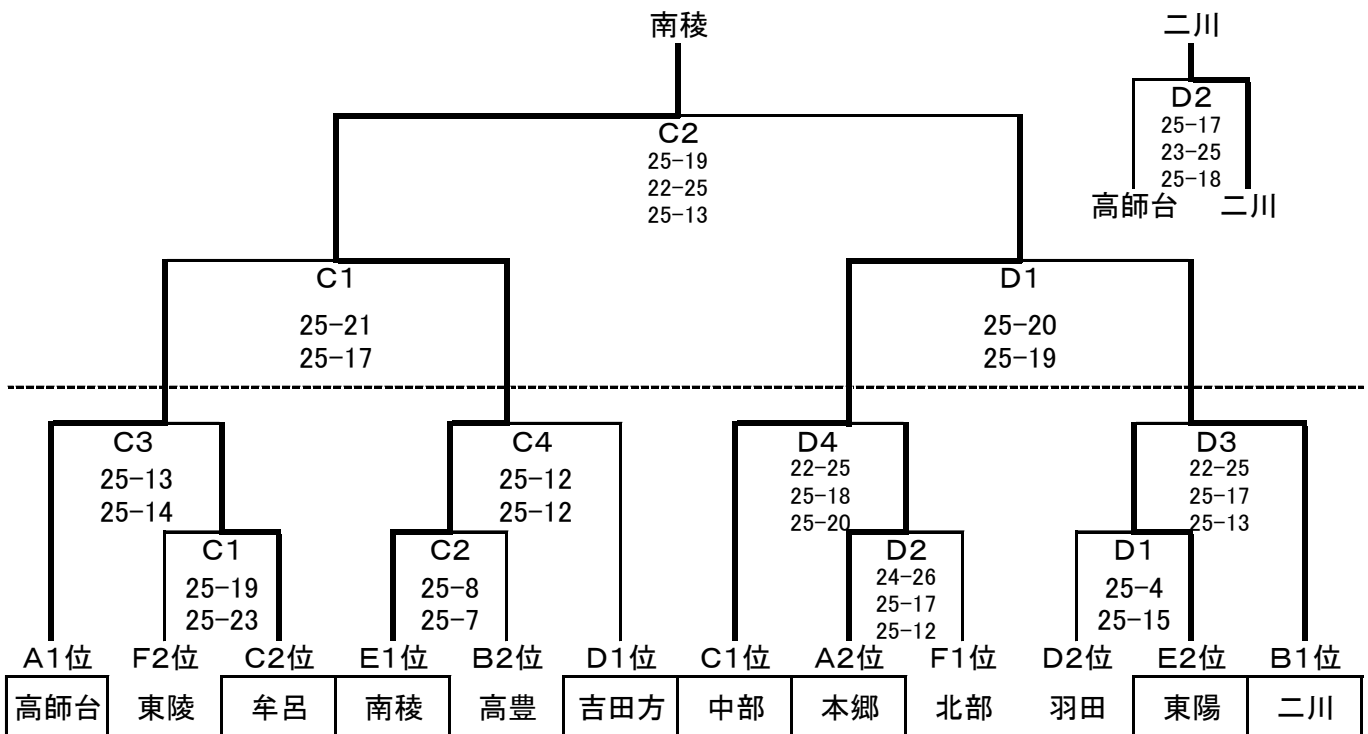 南稜
二川
C2
25-19
22-25
25-13
D2
25-17
23-25
25-18
高師台
二川
C1
25-21
25-17
D1
25-20
25-19
C3
25-13
25-14
C4
25-12
25-12
D4
22-25
25-18
25-20
D3
22-25
25-17
25-13
C1
25-19
25-23
C2
25-8
25-7
D2
24-26
25-17
25-12
D1
25-4
25-15
A1位 F2位 C2位 E1位 B2位 D1位 C1位 A2位 F1位 D2位 E2位 B1位
高師台 東陵 牟呂 南稜 高豊 吉田方 中部 本郷 北部 羽田 東陽 二川